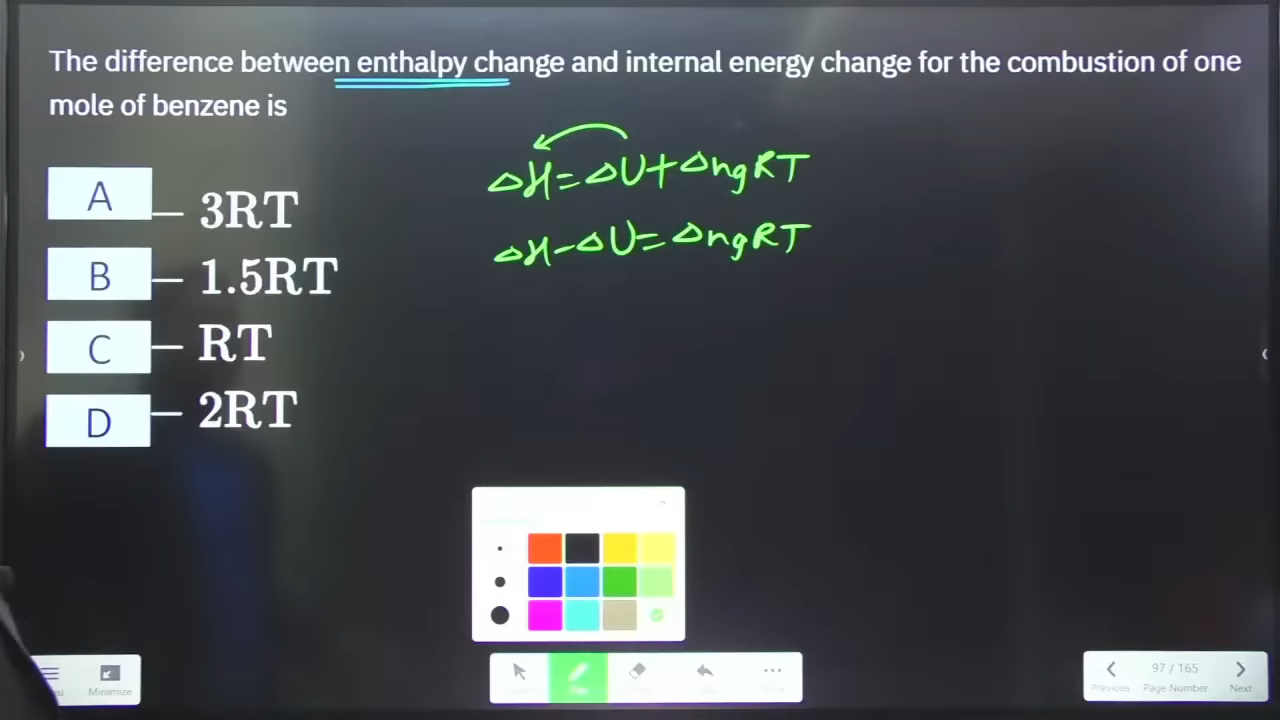 The difference between enthalpy change and internal energy change for the combustion of one
mole of benzene is
A – 3RT
B – 1.5RT
C – RT
D – 2RT
ΔH=ΔU+ΔngRT
ΔH-ΔU=ΔngRT
Minimize
97 / 165
Previous Page Number Next